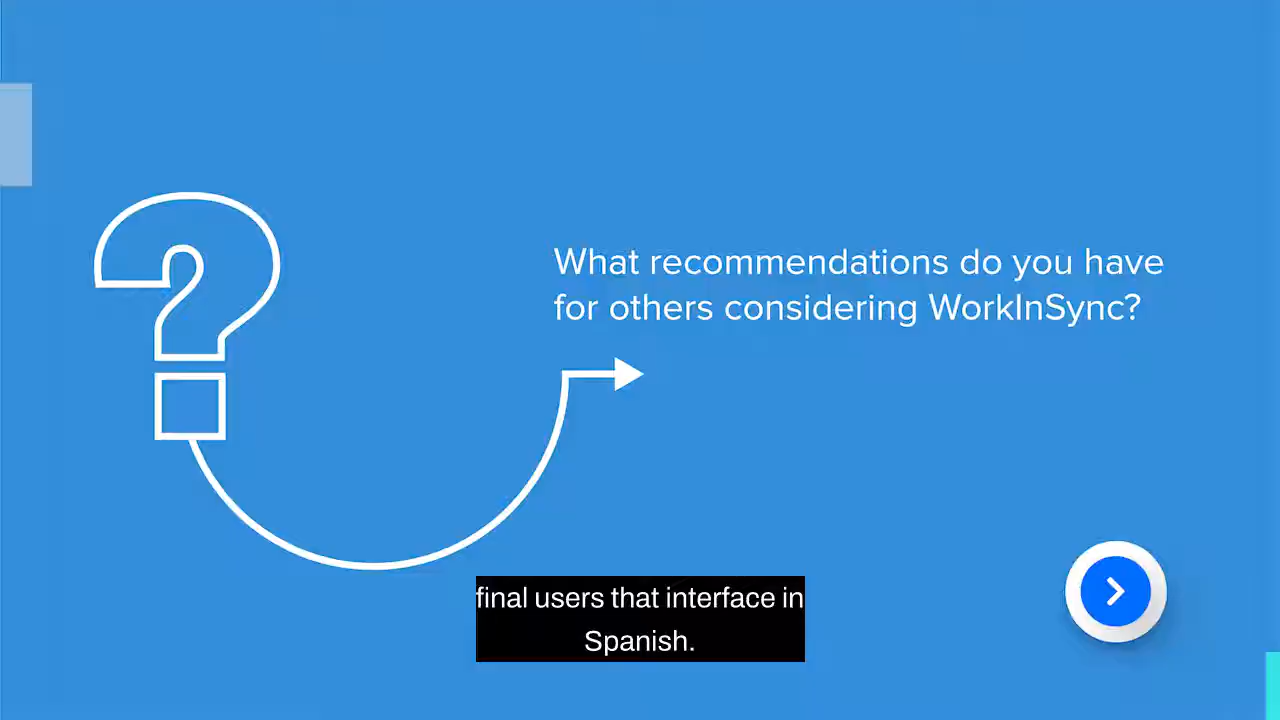 What recommendations do you have
for others considering WorkInSync?
final users that interface in
Spanish.